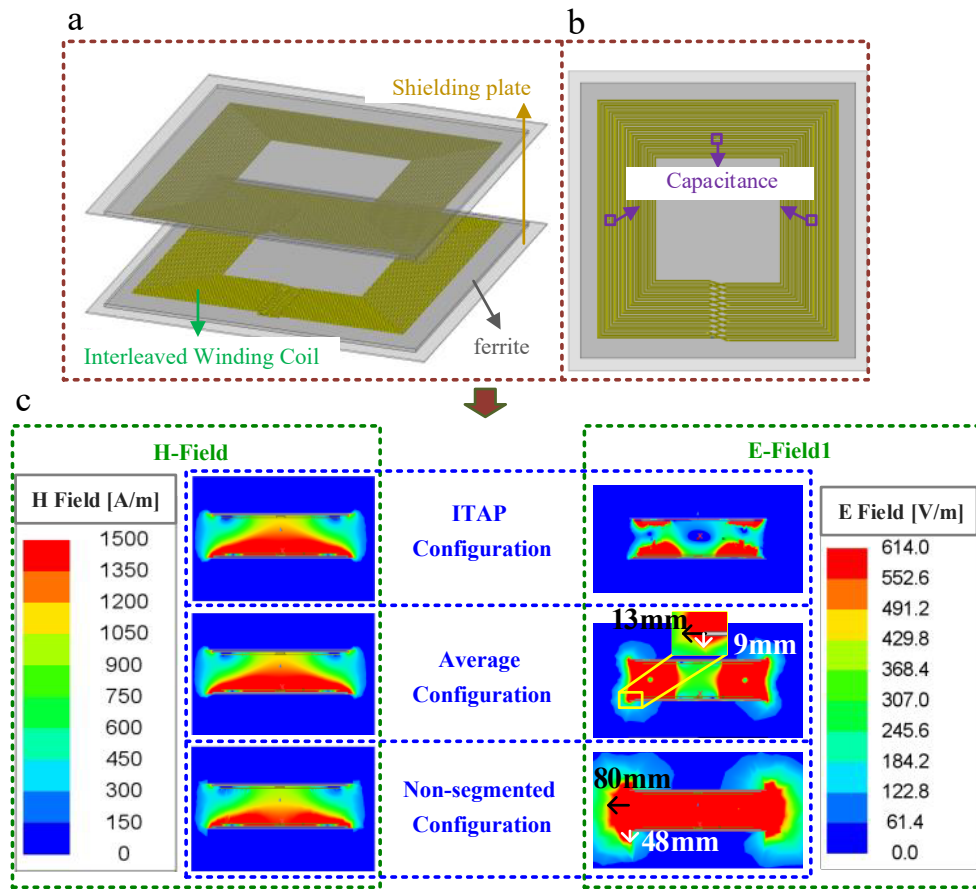 a
b
Shielding plate
Capacitance
ferrite
Interleaved Winding Coil
c
H-Field
E-Field1
H Field [A/m]
1500
1350
1200
1050
900
750
600
450
300
150
0
ITAP
Configuration
Average
Configuration
Non-segmented
Configuration
13mm
9mm
80mm
48mm
E Field [V/m]
614.0
552.6
491.2
429.8
368.4
307.0
245.6
184.2
122.8
61.4
0.0